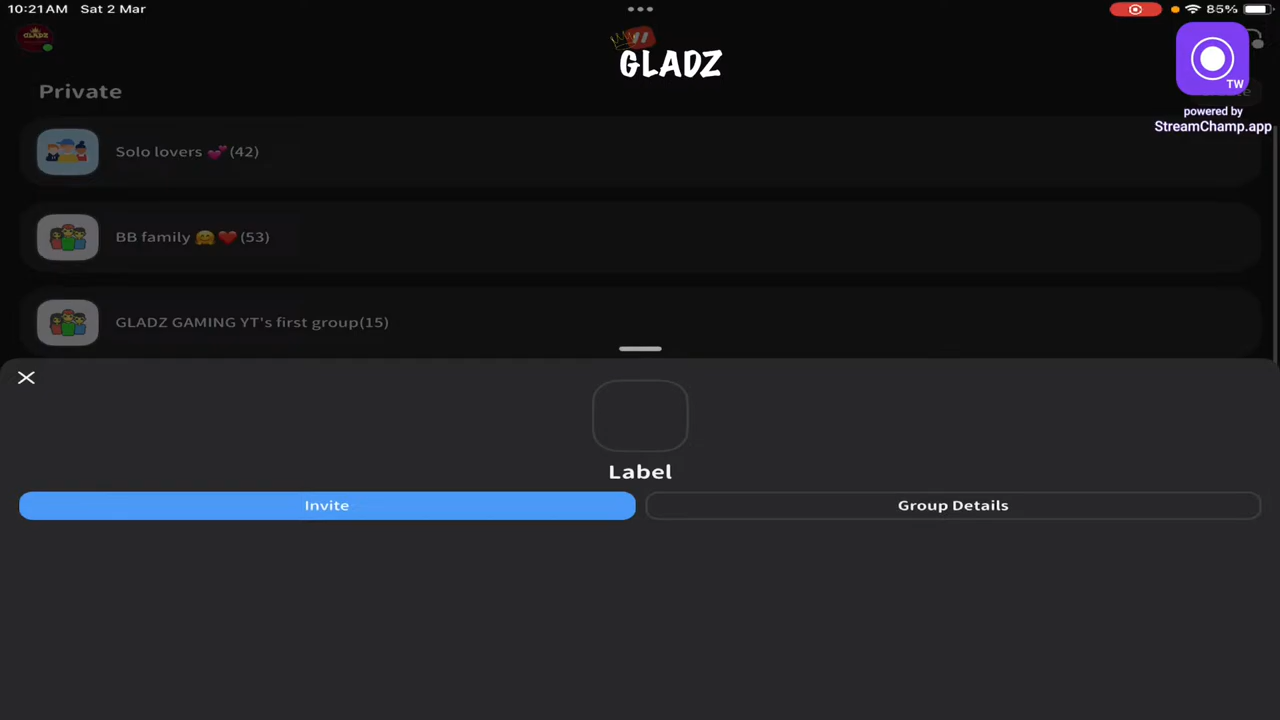 10:21 AM Sat 2 Mar
85%
GLADZ
GLADZ
TW
powered by
StreamChamp.app
Private
Solo lovers 💕(42)
BB family 🤗❤️(53)
GLADZ GAMING YT's first group(15)
Label
Invite
Group Details